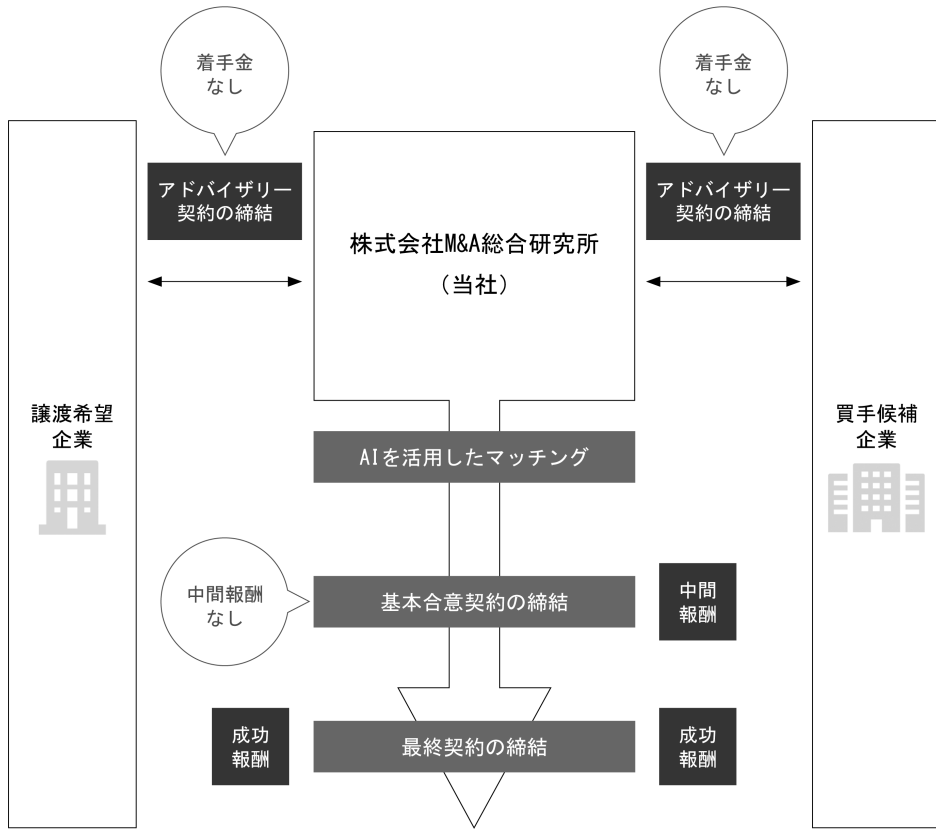 着手金
なし
着手金
なし
アドバイザリー
契約の締結
アドバイザリー
契約の締結
株式会社M&A総合研究所
（当社）
譲渡希望
企業
買手候補
企業
AIを活用したマッチング
中間報酬
なし
基本合意契約の締結
中間
報酬
成功
報酬
最終契約の締結
成功
報酬